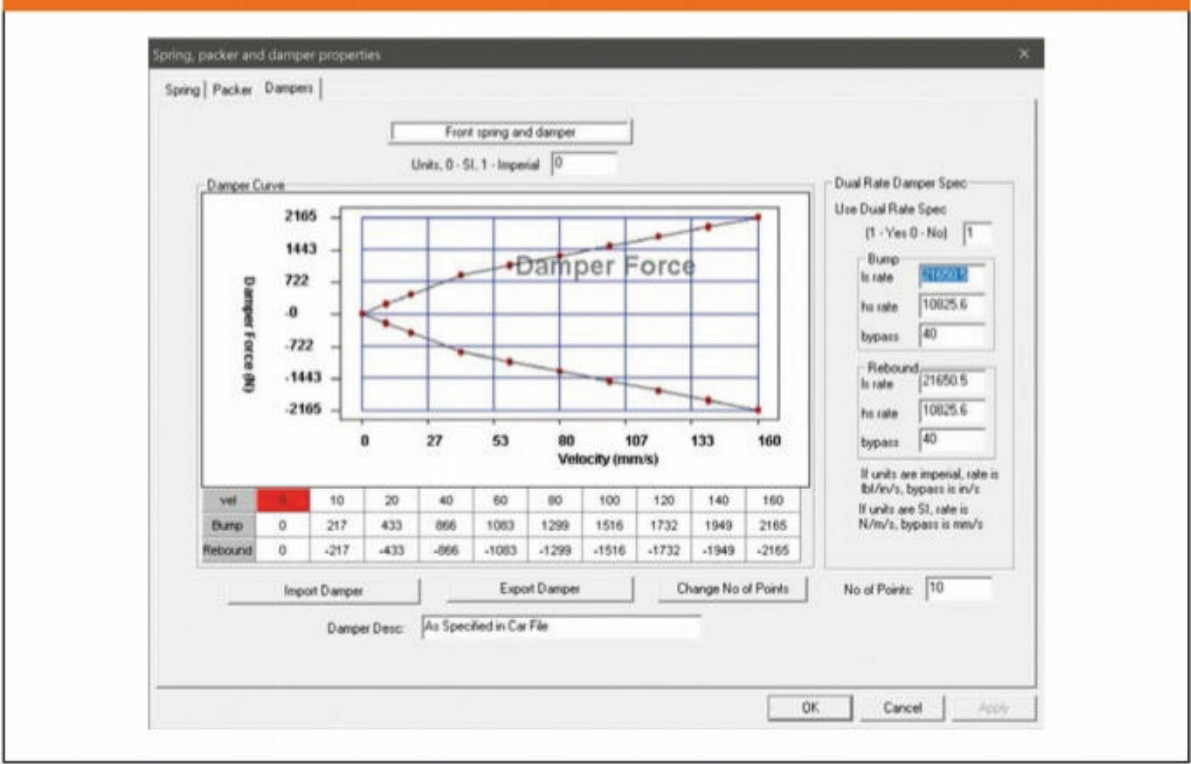 Spring, packer and damper properties
Spring Packer Dampers
Front spring and damper
Units, 0 - SI, 1 - Imperial 0
Damper Curve
Damper Force (N)
2165
1443
722
-0
-722
-1443
-2165
Damper Force
0 27 53 80 107 133 160
Velocity (mm/s)
vel 10 20 40 60 80 100 120 140 160
Bump 0 217 433 866 1083 1299 1516 1732 1949 2165
Rebound 0 -217 -433 -866 -1083 -1299 -1516 -1732 -1949 -2165
Dual Rate Damper Spec
Use Dual Rate Spec
(1 - Yes 0 - No) 1
Bump
ls rate 21650.5
hs rate 10825.6
bypass 40
Rebound
ls rate 21650.5
hs rate 10825.6
bypass 40
If units are imperial, rate is
lbf/in/s, bypass is in/s
If units are SI, rate is
N/m/s, bypass is mm/s
Import Damper Export Damper Change No of Points No of Points: 10
Damper Desc: As Specified in Car File
OK Cancel Apply